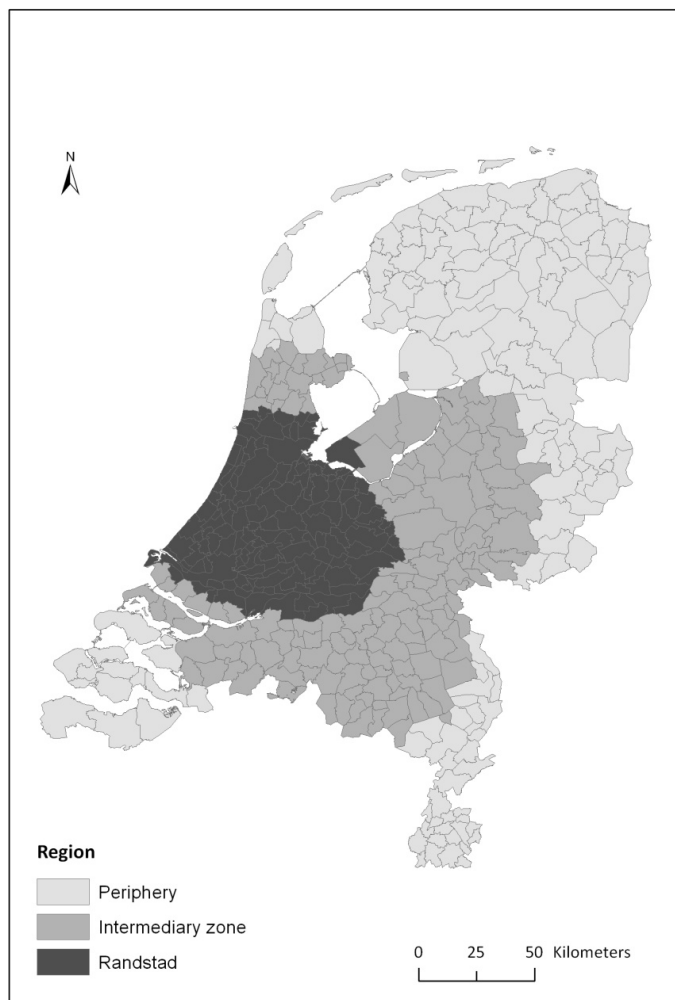 N
Region
Periphery
Intermediary zone
Randstad
0 25 50 Kilometers